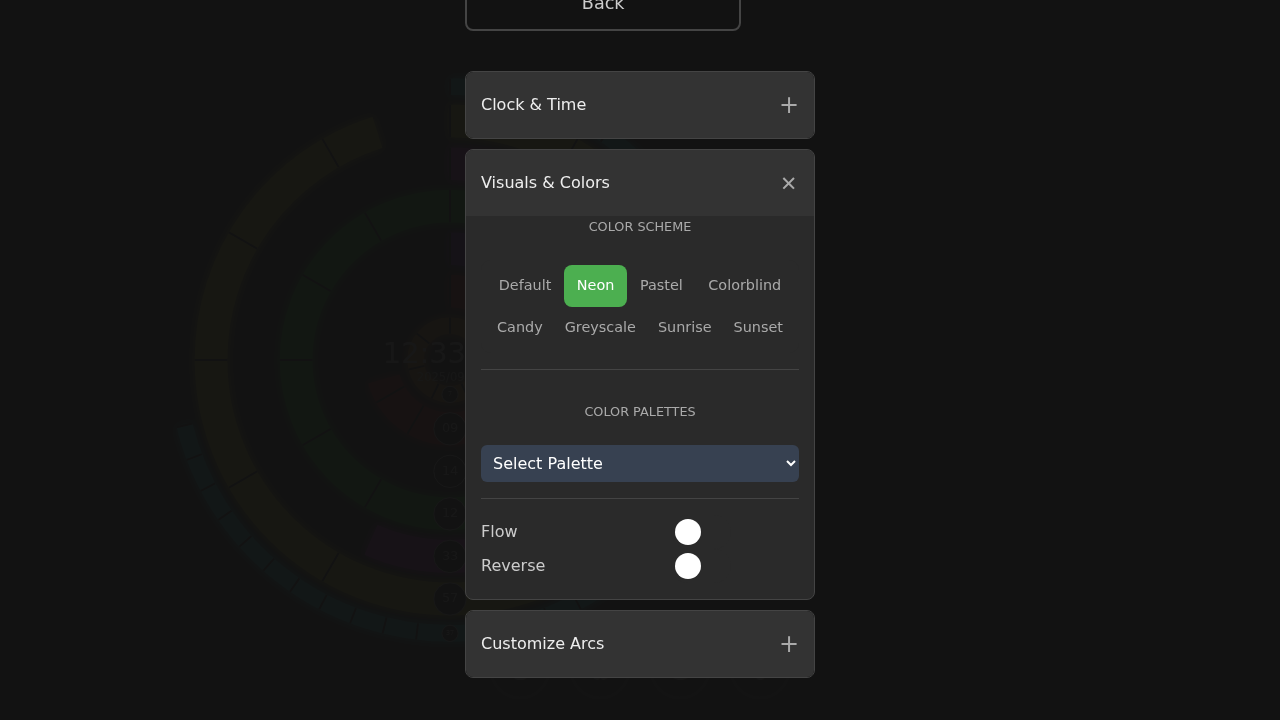 Back
Clock & Time
Visuals & Colors
COLOR SCHEME
Default Neon Pastel Colorblind
Candy Greyscale Sunrise Sunset
COLOR PALETTES
Select Palette
Flow
Reverse
Customize Arcs